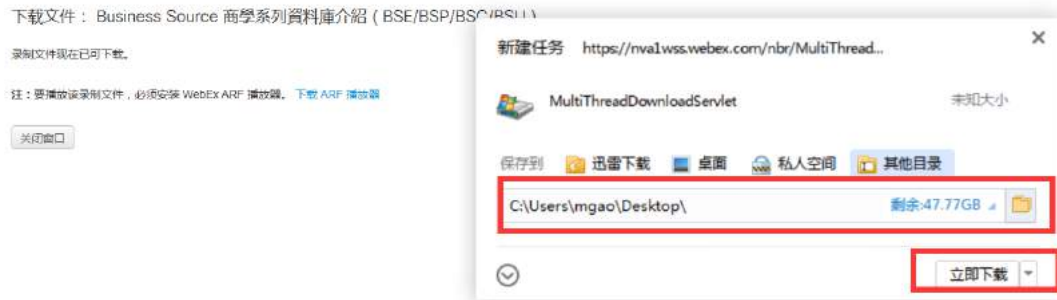 下载文件： Business Source 商學系列資料庫介紹 ( BSE/BSP/BSC/BSU )
录制文件现在已可下载。
注：要播放该录制文件，必须安装 WebEx ARF 播放器。 下载 ARF 播放器
关闭窗口
新建任务 https://nva1wss.webex.com/nbr/MultiThread...
MultiThreadDownloadServlet 未知大小
保存到 迅雷下载 桌面 私人空间 其他目录
C:\Users\mgao\Desktop\ 剩余:47.77GB
立即下载